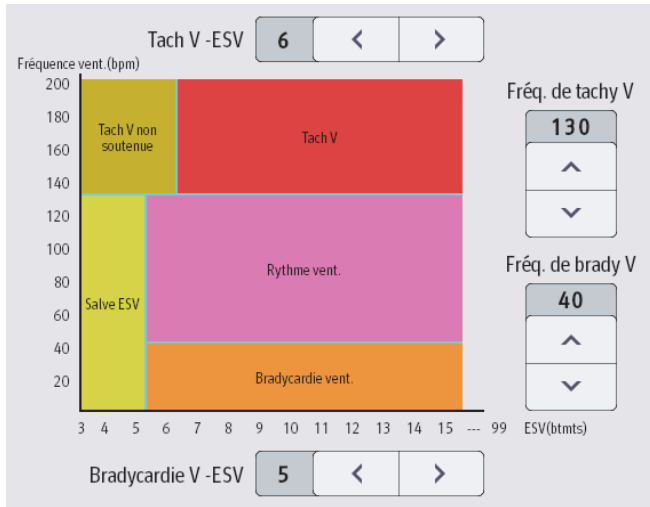 Tach V -ESV 6
Fréquence vent.(bpm)
200
180
160
140
120
100
80
60
40
20
Tach V non
soutenue
Tach V
Salve ESV
Rythme vent.
Bradycardie vent.
3 4 5 6 7 8 9 10 11 12 13 14 15 --- 99 ESV(btmts)
Bradycardie V -ESV 5
Fréq. de tachy V
130
Fréq. de brady V
40